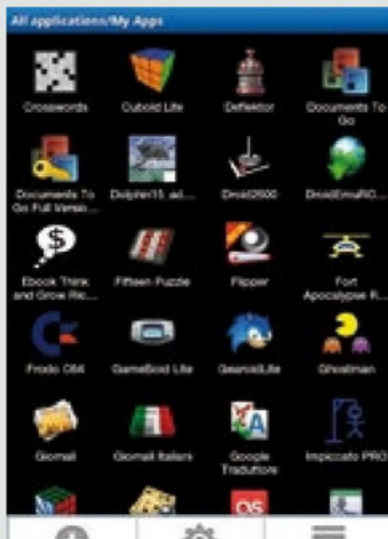 All applications/My Apps
Crosswords Cuboid Lite Deflektor Documents To Go
Documents To Go Full Versio... Dolphin15_ad... Droid2600 DroidEmuRC...
Ebook Think and Grow Ric... Fifteen Puzzle Flipper Fort Apocalypse R...
Frodo C64 GameBoid Lite GearoidLite Ghostman
Giornali Giornali Italiani Google Traduttore Impiccato PRO